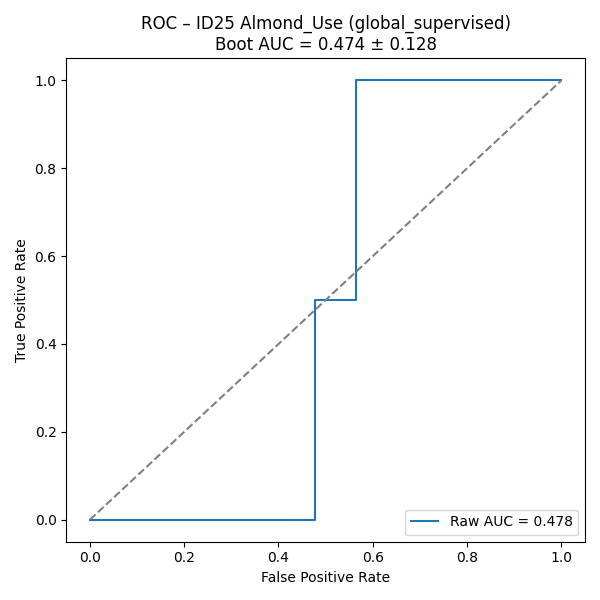 ROC – ID25 Almond_Use (global_supervised)
Boot AUC = 0.474 ± 0.128
True Positive Rate
1.0
0.8
0.6
0.4
0.2
0.0
Raw AUC = 0.478
0.0 0.2 0.4 0.6 0.8 1.0
False Positive Rate